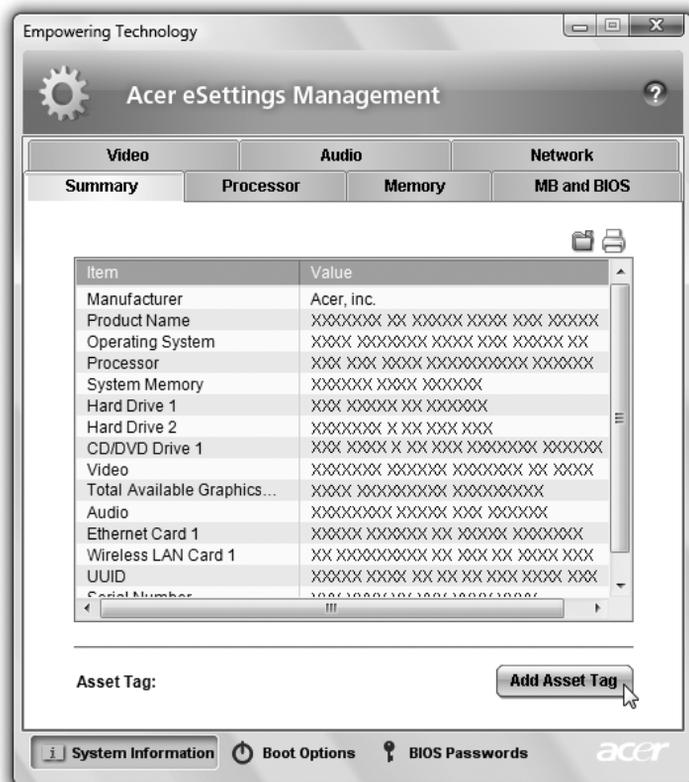 Empowering Technology
Acer eSettings Management
?
Video Audio Network
Summary Processor Memory MB and BIOS
Item Value
Manufacturer Acer, inc.
Product Name XXXXXXX XX XXXXX XXXX XXX XXXXX
Operating System XXX XXXXXXX XXXX XXX XXXXX XX
Processor XXX XXX XXXX XXXXXXXXXXX XXXXXX
System Memory XXXXXX XXXX XXXXXX
Hard Drive 1 XXX XXXXX XX XXXXXX
Hard Drive 2 XXXXXXX X XX XXX XXX
CD/DVD Drive 1 XXX XXXX X XX XXX XXXXXXX XXXXXX
Video XXXXXXX XXXXXX XXXXXXX XX XXXX
Total Available Graphics... XXXX XXXXXXXXXX XXXXXXXXXX
Audio XXXXXXXXX XXXXX XXX XXXXXX
Ethernet Card 1 XXXXX XXXXXX XX XXXXX XXXXXXX
Wireless LAN Card 1 XX XXXXXXXXX XX XXX XX XXXX XXX
UUID XXXXX XXXX XX XX XX XXX XXXX XXX
Serial Number
Asset Tag: Add Asset Tag
i System Information Boot Options BIOS Passwords acer